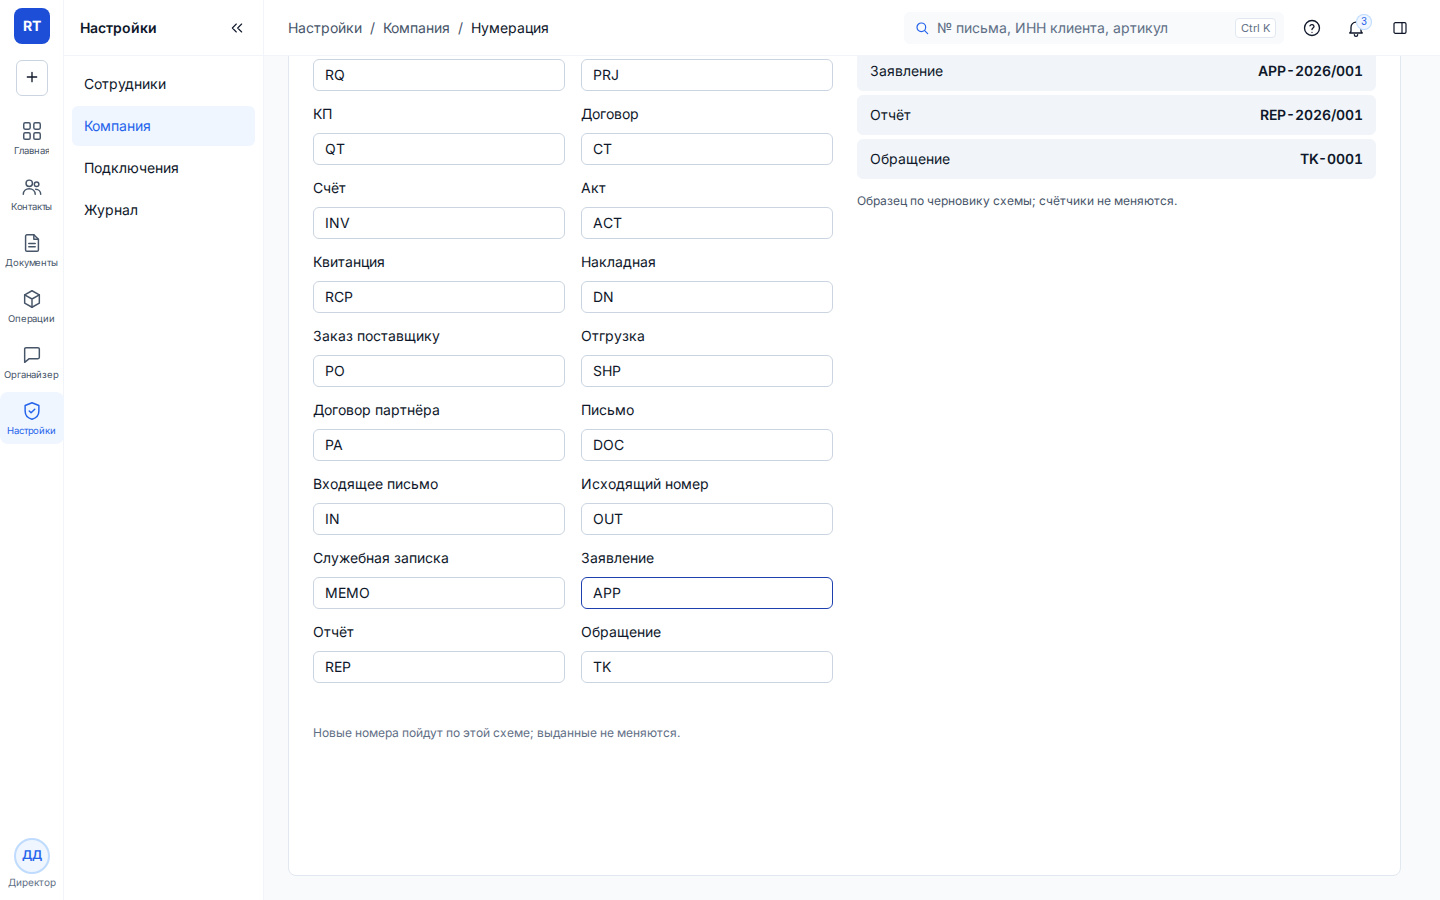 RT
Настройки
Настройки / Компания / Нумерация
№ письма, ИНН клиента, артикул
Ctrl K
3
Главная
Контакты
Документы
Операции
Органайзер
Настройки
ДД
Директор
Сотрудники
Компания
Подключения
Журнал
RQ
PRJ
КП
Договор
QT
CT
Счёт
Акт
INV
ACT
Квитанция
Накладная
RCP
DN
Заказ поставщику
Отгрузка
PO
SHP
Договор партнёра
Письмо
PA
DOC
Входящее письмо
Исходящий номер
IN
OUT
Служебная записка
Заявление
MEMO
APP
Отчёт
Обращение
REP
TK
Новые номера пойдут по этой схеме; выданные не меняются.
Заявление APP-2026/001
Отчёт REP-2026/001
Обращение TK-0001
Образец по черновику схемы; счётчики не меняются.